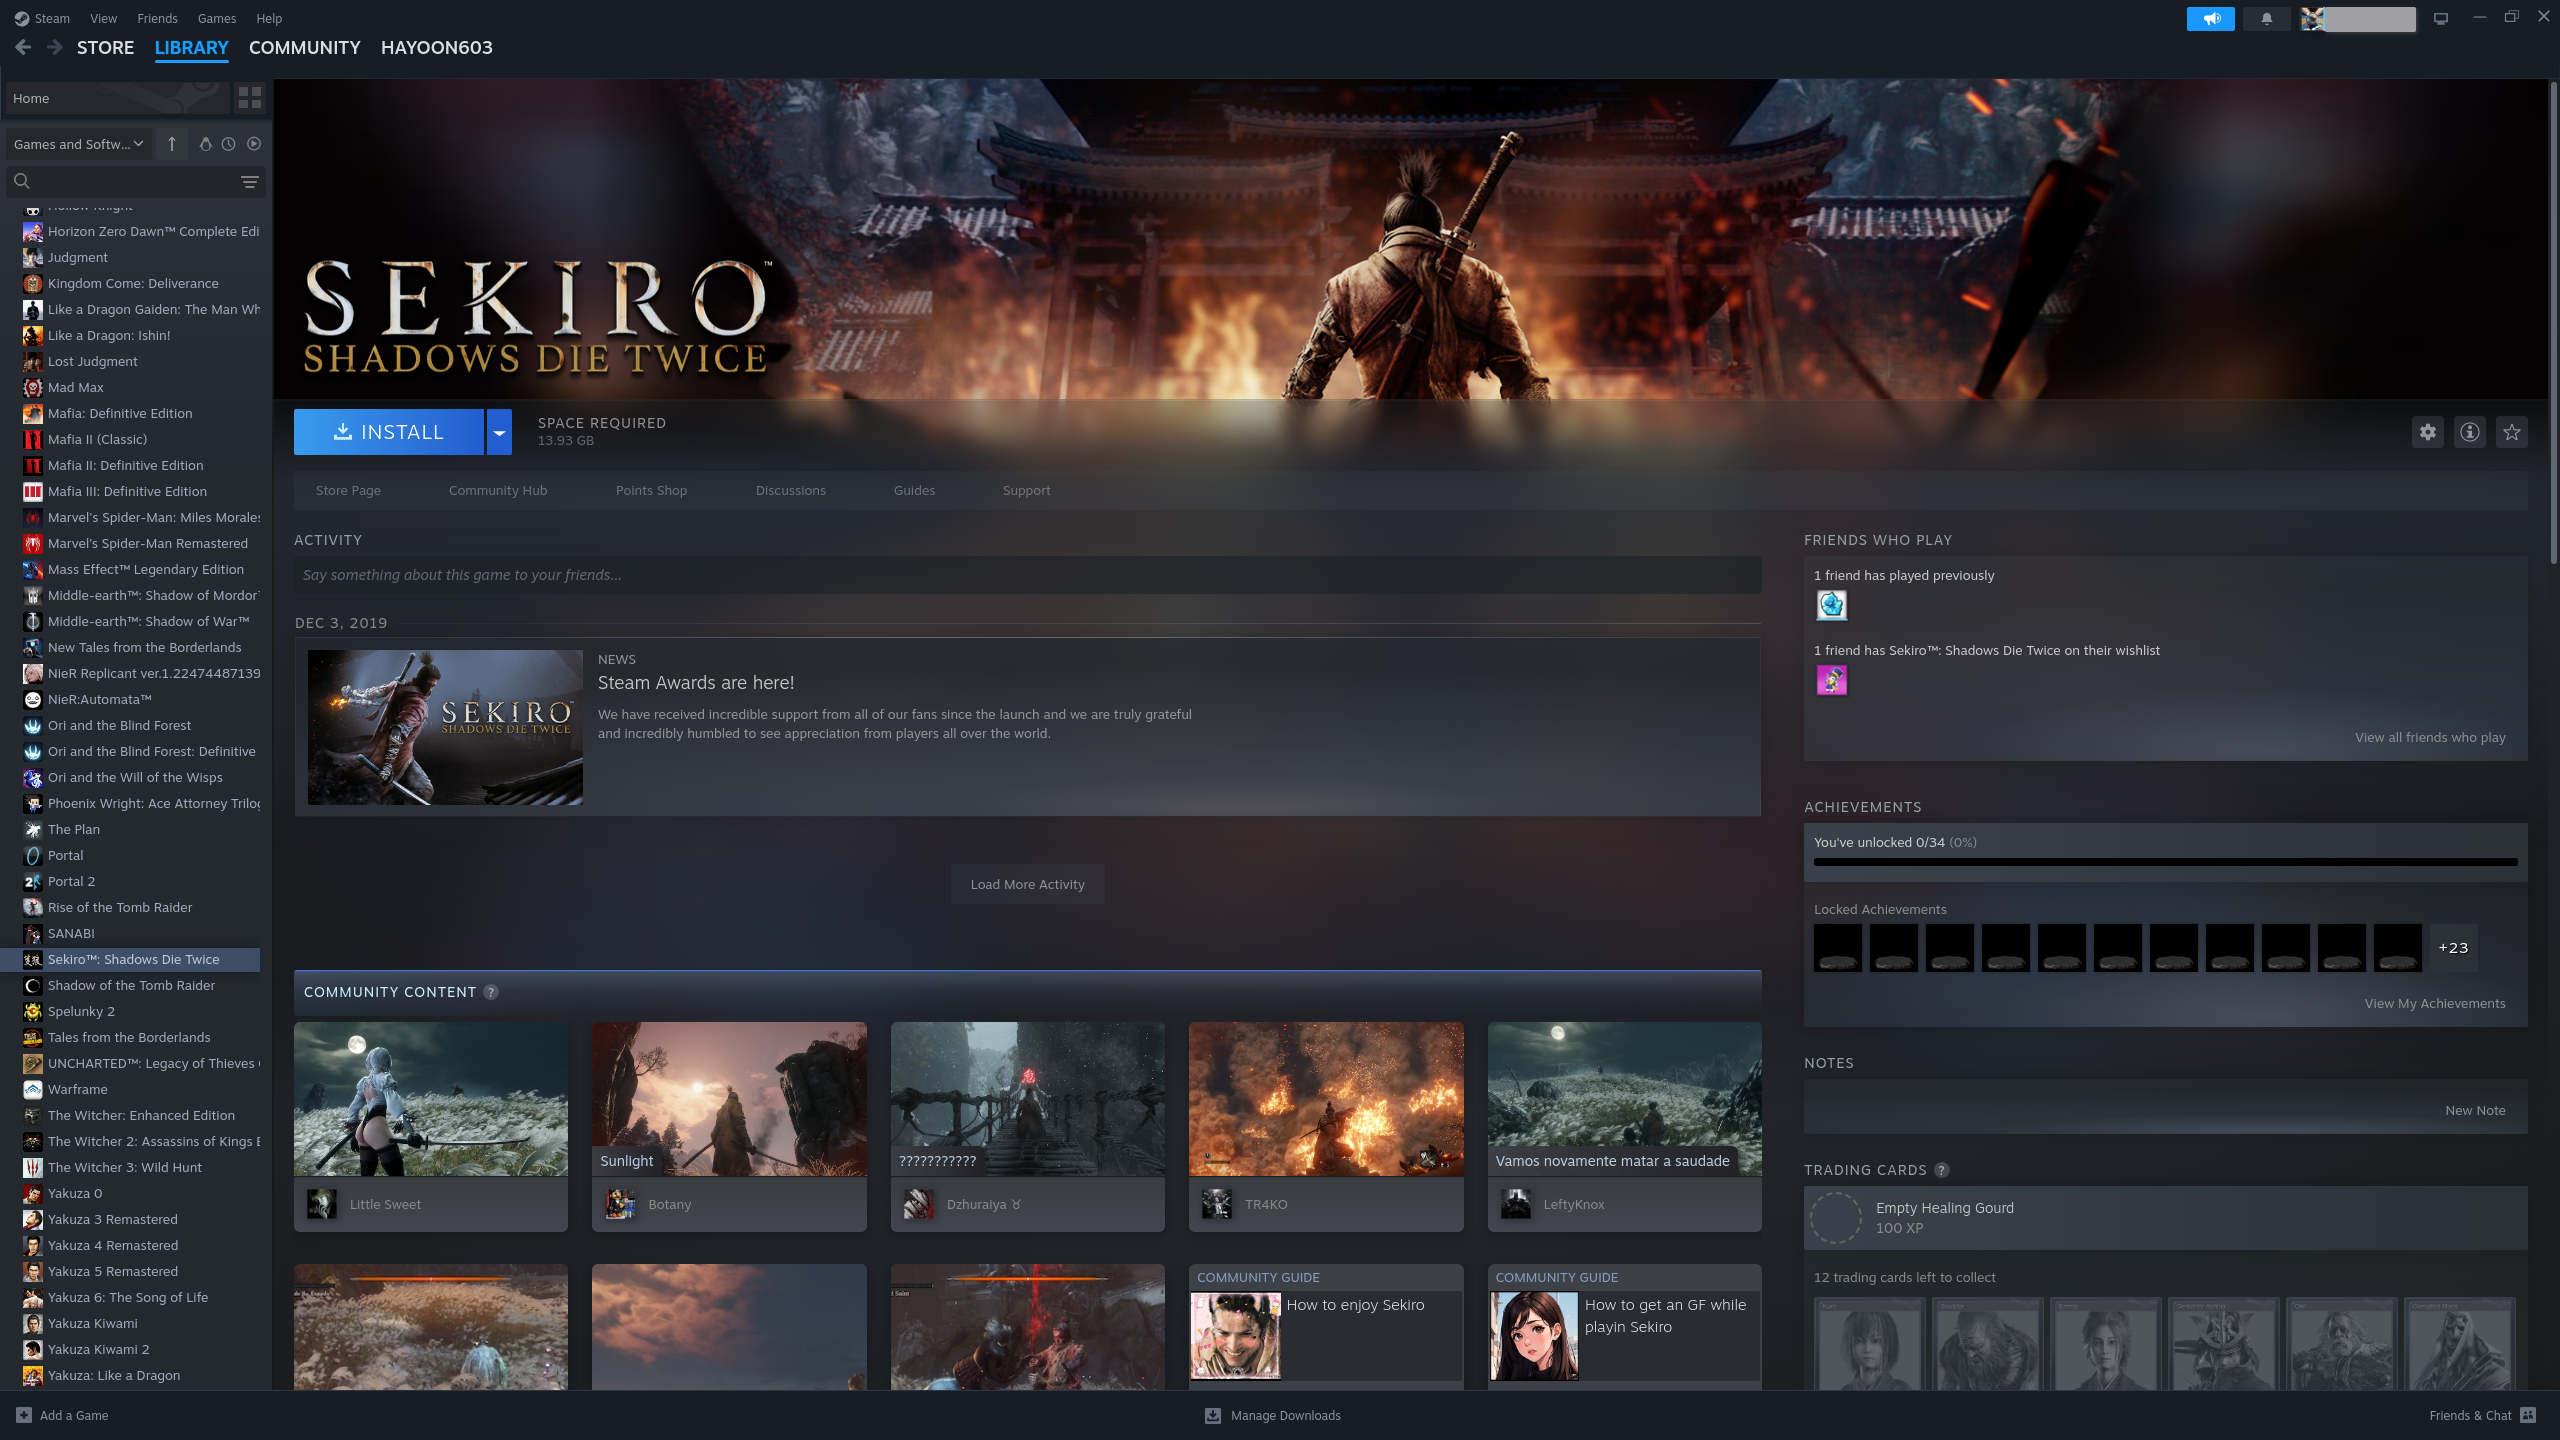 Steam View Friends Games Help
STORE LIBRARY COMMUNITY HAYOON603
Home
Games and Softw...
Hollow Knight
Horizon Zero Dawn™ Complete Edi
Judgment
Kingdom Come: Deliverance
Like a Dragon Gaiden: The Man Wh
Like a Dragon: Ishin!
Lost Judgment
Mad Max
Mafia: Definitive Edition
Mafia II (Classic)
Mafia II: Definitive Edition
Mafia III: Definitive Edition
Marvel's Spider-Man: Miles Morales
Marvel's Spider-Man Remastered
Mass Effect™ Legendary Edition
Middle-earth™: Shadow of Mordor
Middle-earth™: Shadow of War™
New Tales from the Borderlands
NieR Replicant ver.1.22474487139
NieR:Automata™
Ori and the Blind Forest
Ori and the Blind Forest: Definitive
Ori and the Will of the Wisps
Phoenix Wright: Ace Attorney Trilog
The Plan
Portal
Portal 2
Rise of the Tomb Raider
SANABI
Sekiro™: Shadows Die Twice
Shadow of the Tomb Raider
Spelunky 2
Tales from the Borderlands
UNCHARTED™: Legacy of Thieves
Warframe
The Witcher: Enhanced Edition
The Witcher 2: Assassins of Kings E
The Witcher 3: Wild Hunt
Yakuza 0
Yakuza 3 Remastered
Yakuza 4 Remastered
Yakuza 5 Remastered
Yakuza 6: The Song of Life
Yakuza Kiwami
Yakuza Kiwami 2
Yakuza: Like a Dragon
SEKIRO™
SHADOWS DIE TWICE
INSTALL
SPACE REQUIRED
13.93 GB
Store Page Community Hub Points Shop Discussions Guides Support
ACTIVITY
Say something about this game to your friends...
DEC 3, 2019
SEKIRO™
SHADOWS DIE TWICE
NEWS
Steam Awards are here!
We have received incredible support from all of our fans since the launch and we are truly grateful
and incredibly humbled to see appreciation from players all over the world.
Load More Activity
COMMUNITY CONTENT ?
Sunlight
???????????
Vamos novamente matar a saudade
Little Sweet
Botany
Dzhuraiya ♉
TR4KO
LeftyKnox
COMMUNITY GUIDE
How to enjoy Sekiro
COMMUNITY GUIDE
How to get an GF while
playin Sekiro
FRIENDS WHO PLAY
1 friend has played previously
1 friend has Sekiro™: Shadows Die Twice on their wishlist
View all friends who play
ACHIEVEMENTS
You've unlocked 0/34 (0%)
Locked Achievements
+23
View My Achievements
NOTES
New Note
TRADING CARDS ?
Empty Healing Gourd
100 XP
12 trading cards left to collect
Add a Game
Manage Downloads
Friends & Chat